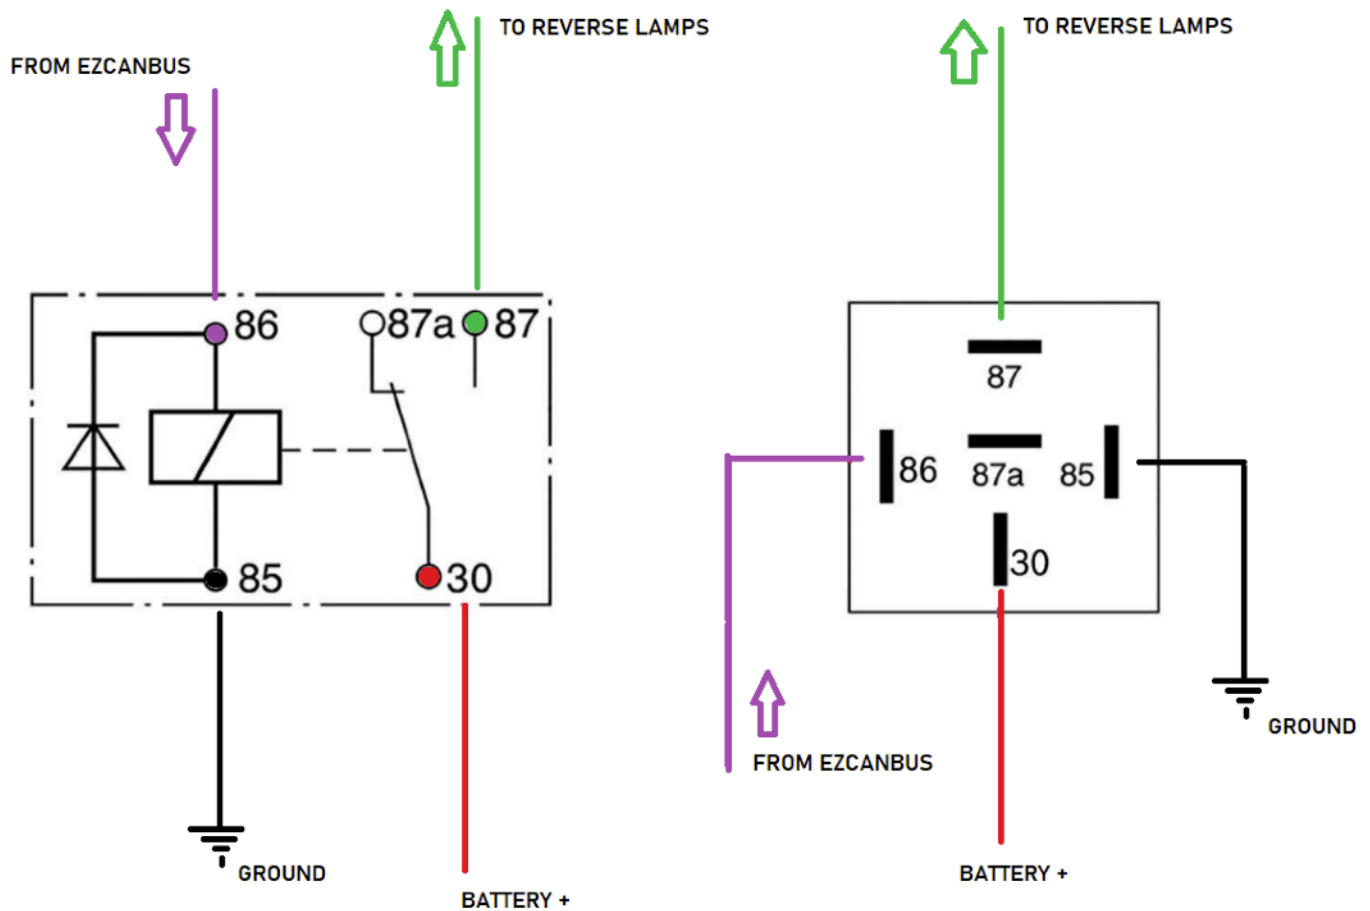 TO REVERSE LAMPS
FROM EZCANBUS
86
87a
87
85
30
GROUND
BATTERY +
TO REVERSE LAMPS
87
86
87a
85
30
FROM EZCANBUS
GROUND
BATTERY +